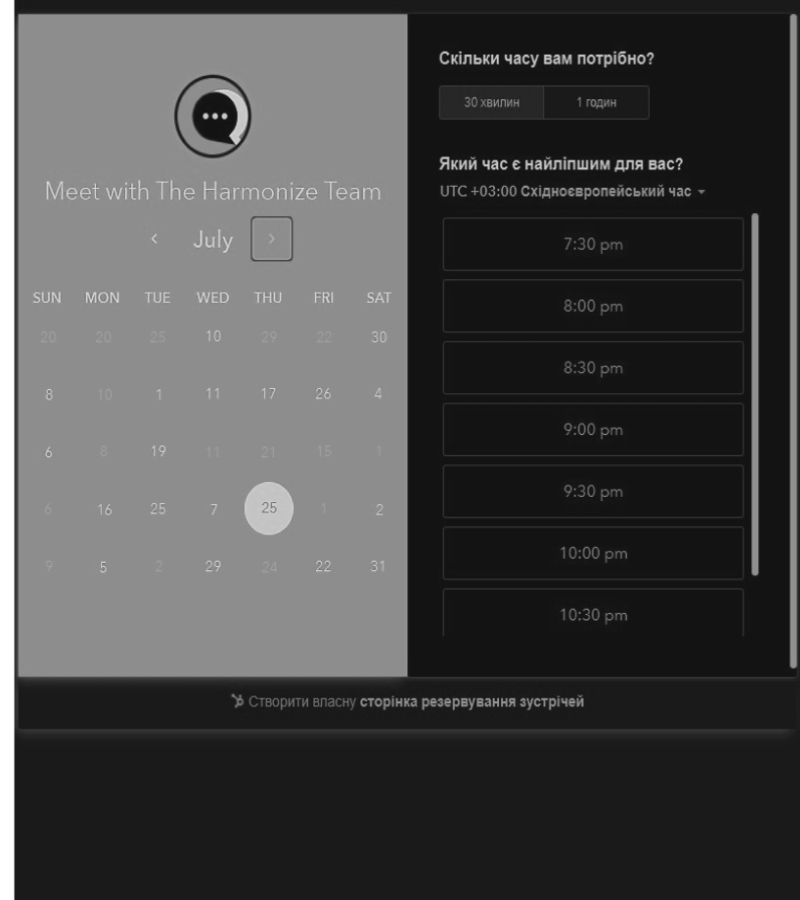 Meet with The Harmonize Team
July
SUN MON TUE WED THU FRI SAT
20 20 25 10 29 22 30
8 10 1 11 17 26 4
6 8 19 11 21 15 1
6 16 25 7 25 1 2
9 5 2 29 24 22 31
Скільки часу вам потрібно?
30 хвилин 1 годин
Який час є найліпшим для вас?
UTC +03:00 Східноєвропейський час
7:30 pm
8:00 pm
8:30 pm
9:00 pm
9:30 pm
10:00 pm
10:30 pm
Створити власну сторінка резервування зустрічей